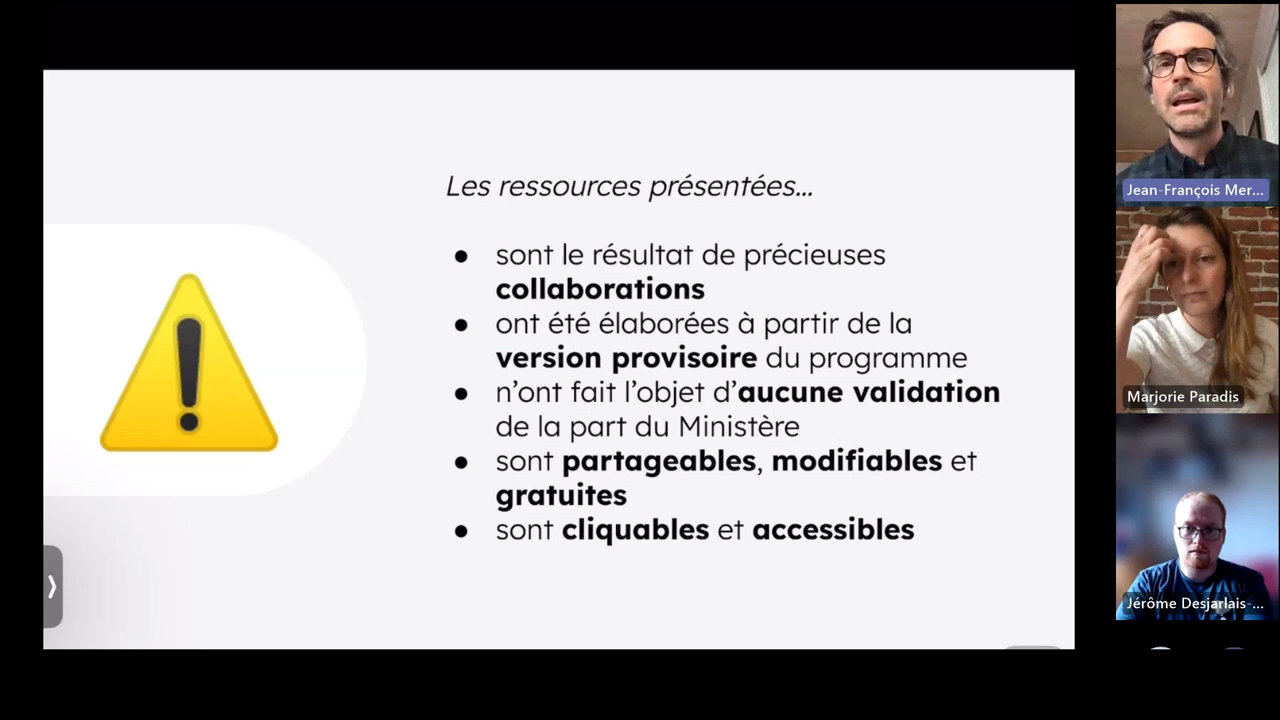 Les ressources présentées...
● sont le résultat de précieuses
collaborations
● ont été élaborées à partir de la
version provisoire du programme
● n'ont fait l'objet d'aucune validation
de la part du Ministère
● sont partageables, modifiables et
gratuites
● sont cliquables et accessibles
Jean-François Mer...
Marjorie Paradis
Jérôme Desjarlais-...